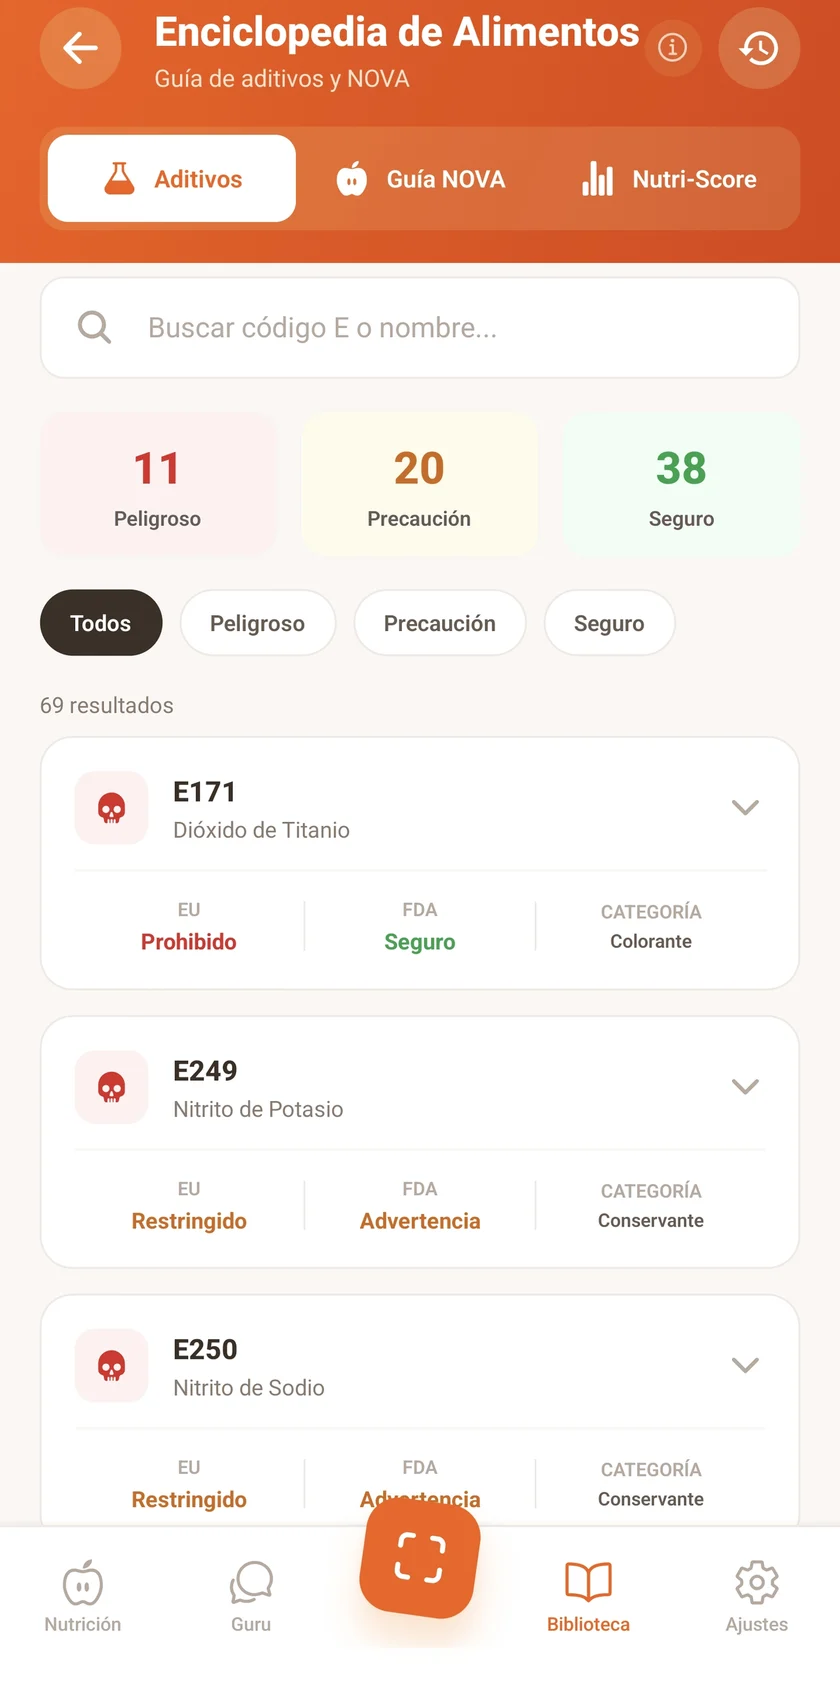 Enciclopedia de Alimentos
Guía de aditivos y NOVA
Aditivos
Guía NOVA
Nutri-Score
Buscar código E o nombre...
11
Peligroso
20
Precaución
38
Seguro
Todos
Peligroso
Precaución
Seguro
69 resultados
E171
Dióxido de Titanio
EU
Prohibido
FDA
Seguro
CATEGORÍA
Colorante
E249
Nitrito de Potasio
EU
Restringido
FDA
Advertencia
CATEGORÍA
Conservante
E250
Nitrito de Sodio
EU
Restringido
FDA
Advertencia
CATEGORÍA
Conservante
Nutrición
Guru
Biblioteca
Ajustes